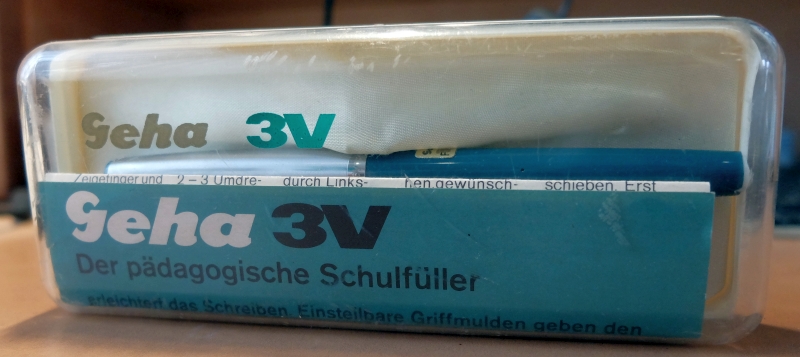 Geha 3V
Zeigefinger und 2–3 Umdre- durch Links- nen gewünsch- schieben. Erst
Geha 3V
Der pädagogische Schulfüller
erleichtert das Schreiben. Einstellbare Griffmulden geben den